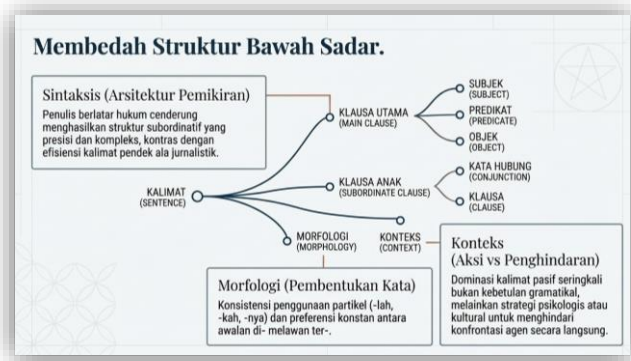 Membedah Struktur Bawah Sadar.
Sintaksis (Arsitektur Pemikiran)
Penulis berlatar hukum cenderung
menghasilkan struktur subordinatif yang
presisi dan kompleks, kontras dengan
efisiensi kalimat pendek ala jurnalistik.
KALIMAT
(SENTENCE)
KLAUSA UTAMA
(MAIN CLAUSE)
SUBJEK
(SUBJECT)
PREDIKAT
(PREDICATE)
OBJEK
(OBJECT)
KLAUSA ANAK
(SUBORDINATE CLAUSE)
KATA HUBUNG
(CONJUNCTION)
KLAUSA
(CLAUSE)
MORFOLOGI
(MORPHOLOGY)
KONTEKS
(CONTEXT)
Morfologi (Pembentukan Kata)
Konsistensi penggunaan partikel (-lah,
-kah, -nya) dan preferensi konstan antara
awalan di- melawan ter-.
Konteks
(Aksi vs Penghindaran)
Dominasi kalimat pasif seringkali
bukan kebetulan gramatikal,
melainkan strategi psikologis atau
kultural untuk menghindari
konfrontasi agen secara langsung.